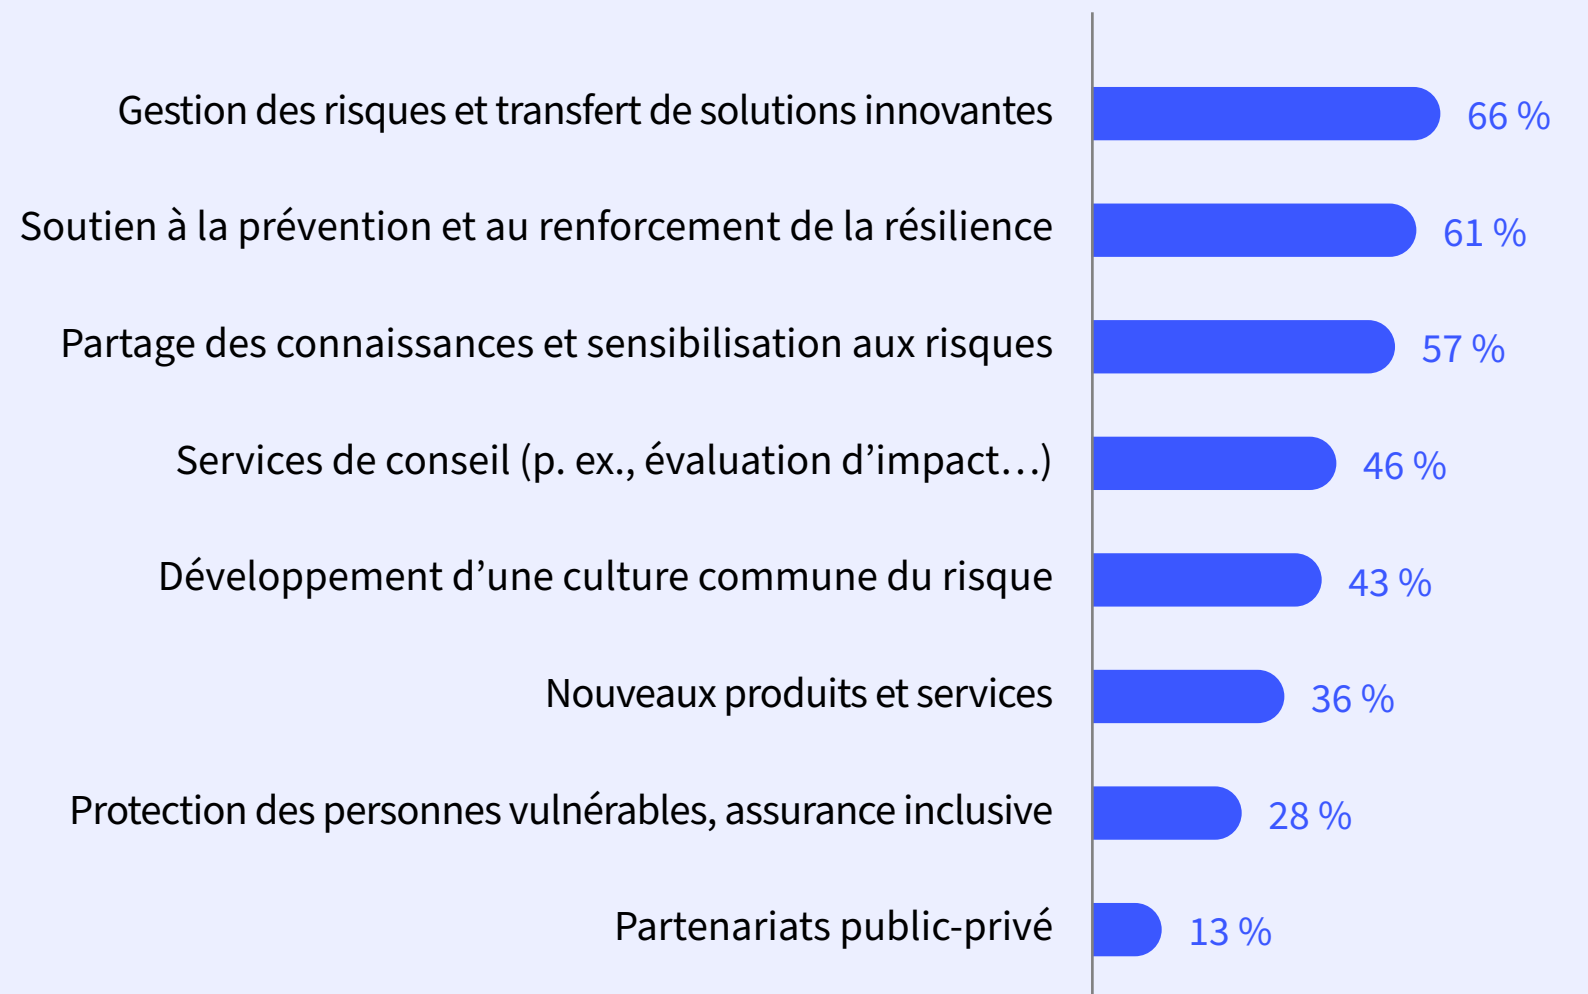 Gestion des risques et transfert de solutions innovantes 66 %
Soutien à la prévention et au renforcement de la résilience 61 %
Partage des connaissances et sensibilisation aux risques 57 %
Services de conseil (p. ex., évaluation d’impact…) 46 %
Développement d’une culture commune du risque 43 %
Nouveaux produits et services 36 %
Protection des personnes vulnérables, assurance inclusive 28 %
Partenariats public-privé 13 %